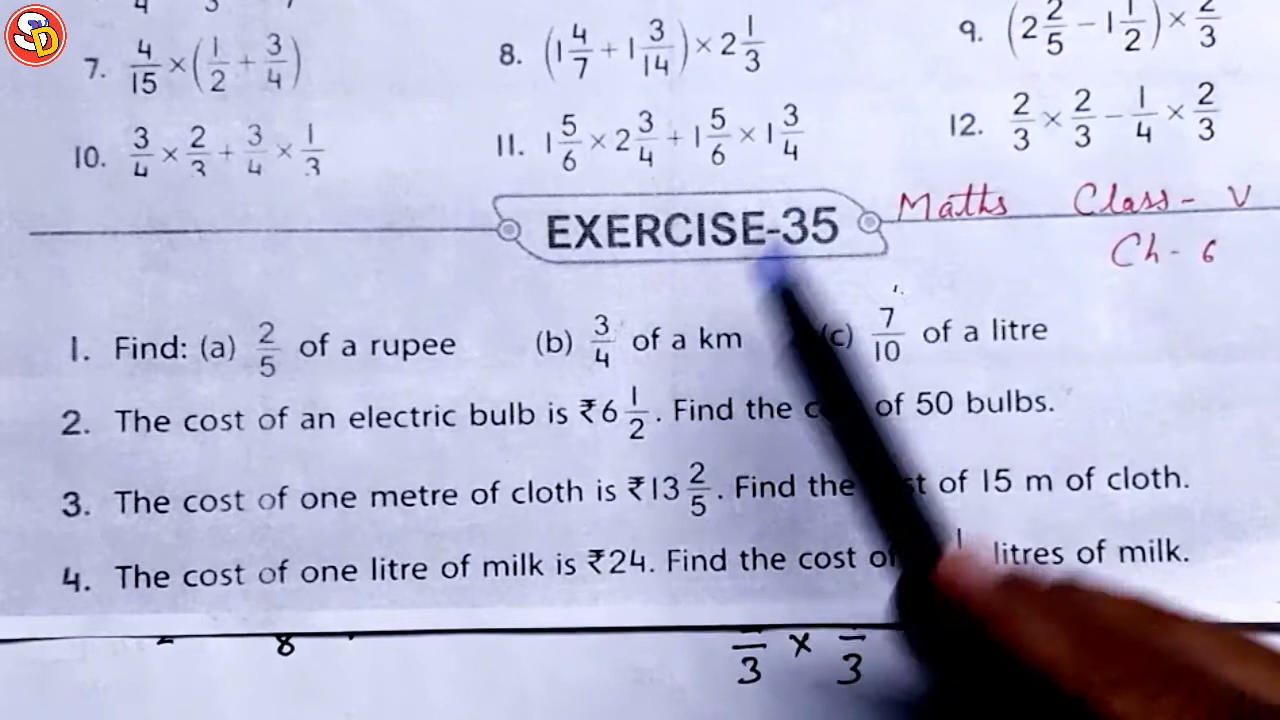 SD
7. 4/15 × (1/2 + 3/4)
8. (1 4/7 + 1 3/14) × 2 1/3
9. (2 2/5 − 1 1/2) × 2/3
10. 3/4 × 2/3 + 3/4 × 1/3
11. 1 5/6 × 2 3/4 + 1 5/6 × 1 3/4
12. 2/3 × 2/3 − 1/4 × 2/3
EXERCISE-35
Maths Class - V
Ch - 6
1. Find: (a) 2/5 of a rupee (b) 3/4 of a km (c) 7/10 of a litre
2. The cost of an electric bulb is ₹6 1/2. Find the of 50 bulbs.
3. The cost of one metre of cloth is ₹13 2/5. Find the of 15 m of cloth.
4. The cost of one litre of milk is ₹24. Find the cost litres of milk.
8
3 × 3